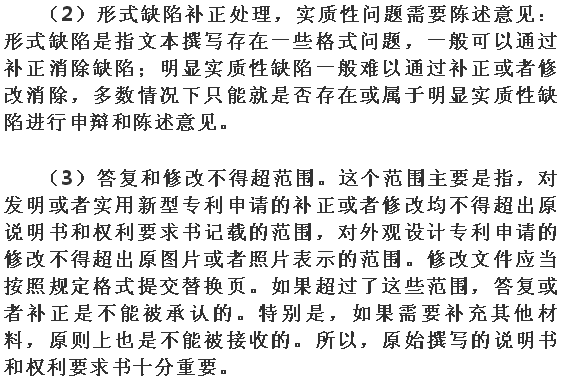 （2）形式缺陷补正处理，实质性问题需要陈述意见：
形式缺陷是指文本撰写存在一些格式问题，一般可以通过
补正消除缺陷；明显实质性缺陷一般难以通过补正或者修
改消除，多数情况下只能就是否存在或属于明显实质性缺
陷进行申辩和陈述意见。
（3）答复和修改不得超范围。这个范围主要是指，对
发明或者实用新型专利申请的补正或者修改均不得超出原
说明书和权利要求书记载的范围，对外观设计专利申请的
修改不得超出原图片或者照片表示的范围。修改文件应当
按照规定格式提交替换页。如果超过了这些范围，答复或
者补正是不能被承认的。特别是，如果需要补充其他材
料，原则上也是不能被接收的。所以，原始撰写的说明书
和权利要求书十分重要。